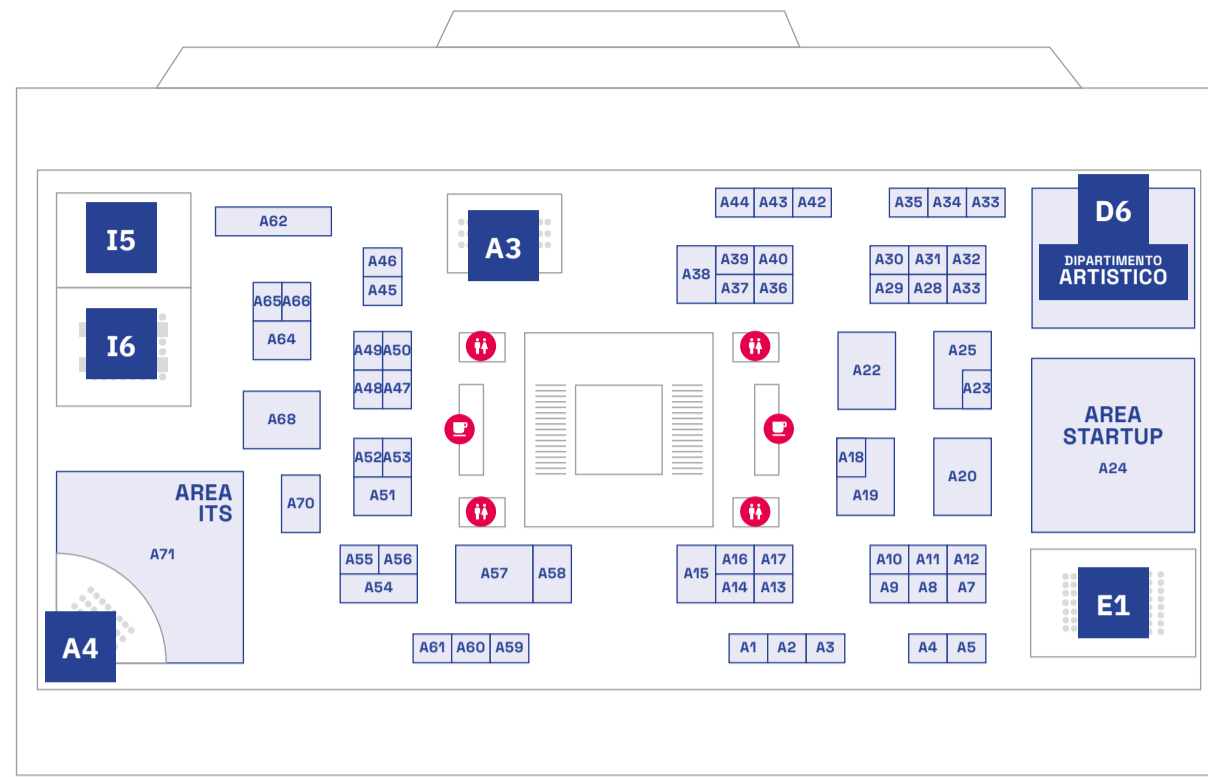 I5
I6
A62
A46
A45
A65 A66
A64
A49 A50
A48 A47
A68
A52 A53
A51
A70
AREA
ITS
A71
A4
A55 A56
A54
A57 A58
A61 A60 A59
A3
A44 A43 A42
A38
A39 A40
A37 A36
A35 A34 A33
A30 A31 A32
A29 A28 A33
D6
DIPARTIMENTO
ARTISTICO
A22
A25
A23
A18
A19
A20
AREA
STARTUP
A24
A15
A16 A17
A14 A13
A10 A11 A12
A9 A8 A7
E1
A1 A2 A3
A4 A5